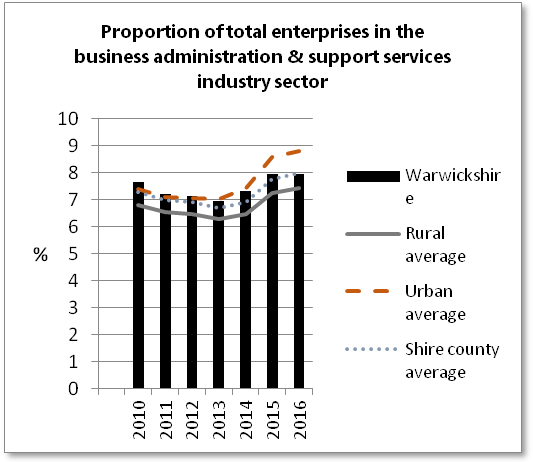 Proportion of total enterprises in the
business administration & support services
industry sector
10
9
8
7
6
5
4
3
2
1
0
%
2010
2011
2012
2013
2014
2015
2016
Warwickshir
e
Rural
average
Urban
average
Shire county
average